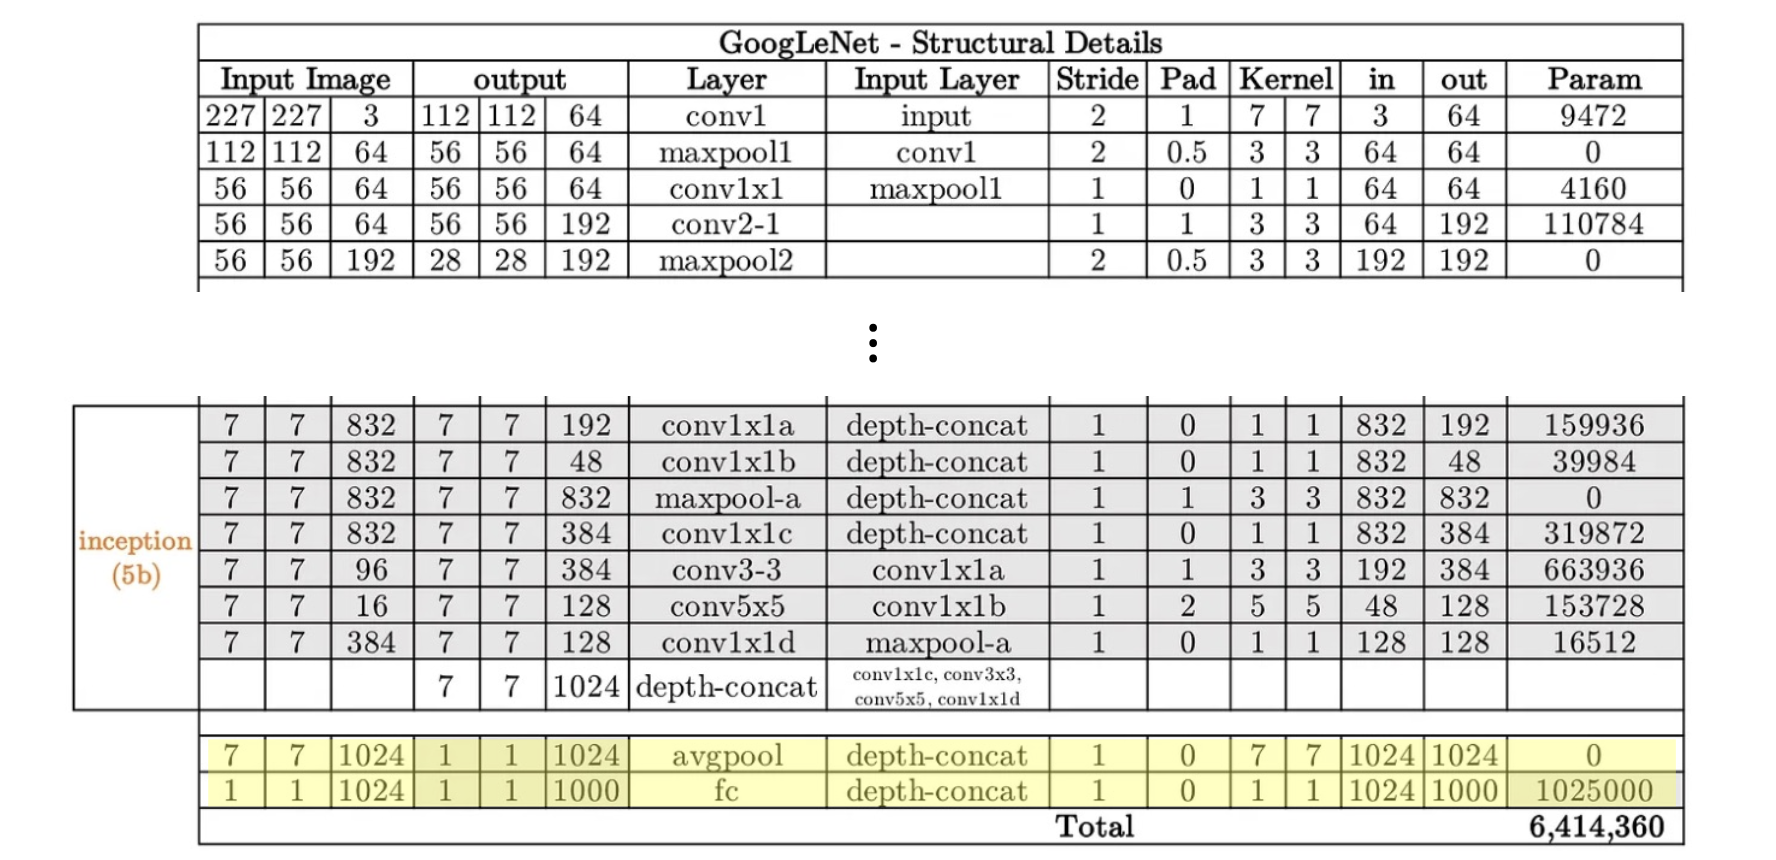 GoogLeNet - Structural Details
Input Image output Layer Input Layer Stride Pad Kernel in out Param
227 227 3 112 112 64 conv1 input 2 1 7 7 3 64 9472
112 112 64 56 56 64 maxpool1 conv1 2 0.5 3 3 64 64 0
56 56 64 56 56 64 conv1x1 maxpool1 1 0 1 1 64 64 4160
56 56 64 56 56 192 conv2-1 1 1 3 3 64 192 110784
56 56 192 28 28 192 maxpool2 2 0.5 3 3 192 192 0
inception
(5b)
7 7 832 7 7 192 conv1x1a depth-concat 1 0 1 1 832 192 159936
7 7 832 7 7 48 conv1x1b depth-concat 1 0 1 1 832 48 39984
7 7 832 7 7 832 maxpool-a depth-concat 1 1 3 3 832 832 0
7 7 832 7 7 384 conv1x1c depth-concat 1 0 1 1 832 384 319872
7 7 96 7 7 384 conv3-3 conv1x1a 1 1 3 3 192 384 663936
7 7 16 7 7 128 conv5x5 conv1x1b 1 2 5 5 48 128 153728
7 7 384 7 7 128 conv1x1d maxpool-a 1 0 1 1 128 128 16512
7 7 1024 depth-concat conv1x1c, conv3x3,
conv5x5, conv1x1d
7 7 1024 1 1 1024 avgpool depth-concat 1 0 7 7 1024 1024 0
1 1 1024 1 1 1000 fc depth-concat 1 0 1 1 1024 1000 1025000
Total 6,414,360